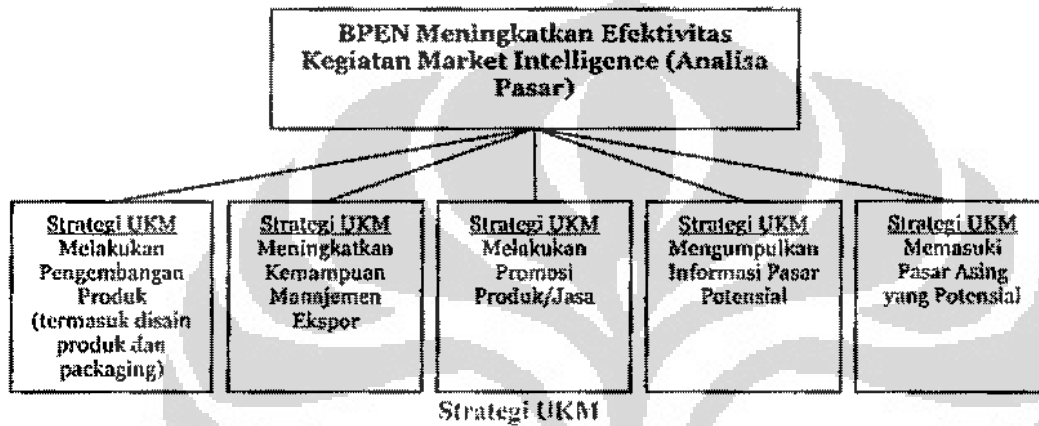 BPEN Meningkatkan Efektivitas
Kegiatan Market Intelligence (Analisa
Pasar)
Strategi UKM
Melakukan
Pengembangan
Produk
(termasuk disain
produk dan
packaging)
Strategi UKM
Meningkatkan
Kemampuan
Manajemen
Ekspor
Strategi UKM
Melakukan
Promosi
Produk/Jasa
Strategi UKM
Mengumpulkan
Informasi Pasar
Potensial
Strategi UKM
Memasuki
Pasar Asing
yang Potensial
Strategi UKM